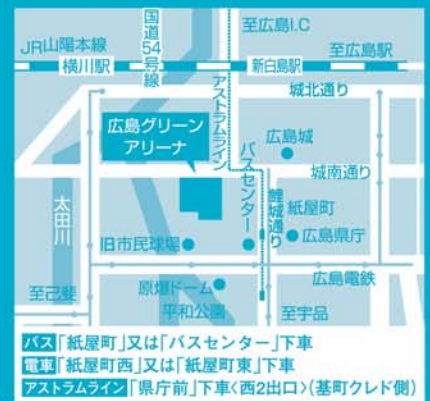 国道54号線
至広島I.C
JR山陽本線
横川駅
新白島駅
至広島駅
アストラムライン
城北通り
広島グリーン
アリーナ
広島城
バスセンター
城南通り
鯉城通り
太田川
紙屋町
旧市民球場
広島県庁
広島電鉄
至己斐
原爆ドーム
平和公園
至宇品
バス「紙屋町」又は「バスセンター」下車
電車「紙屋町西」又は「紙屋町東」下車
アストラムライン「県庁前」下車〈西2出口〉(基町クレド側)